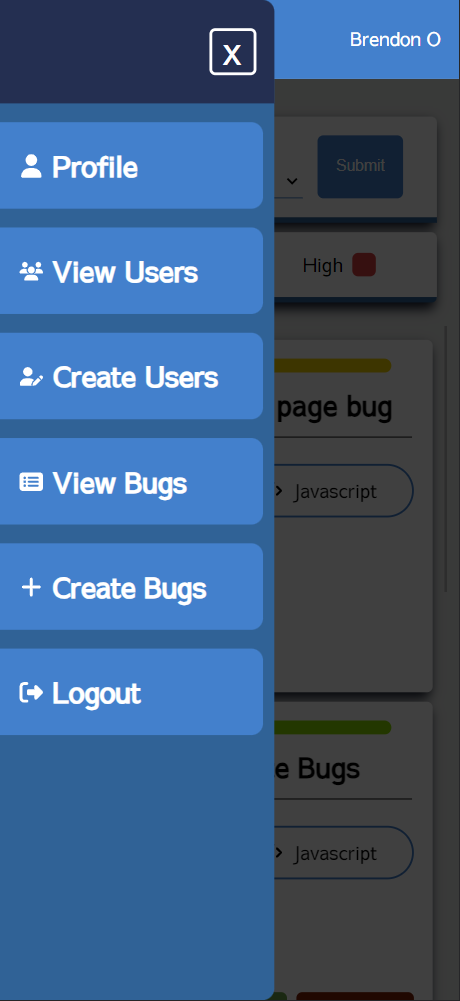 X
Brendon O
Profile
Submit
View Users
High
Create Users
page bug
View Bugs
Javascript
Create Bugs
Logout
e Bugs
Javascript